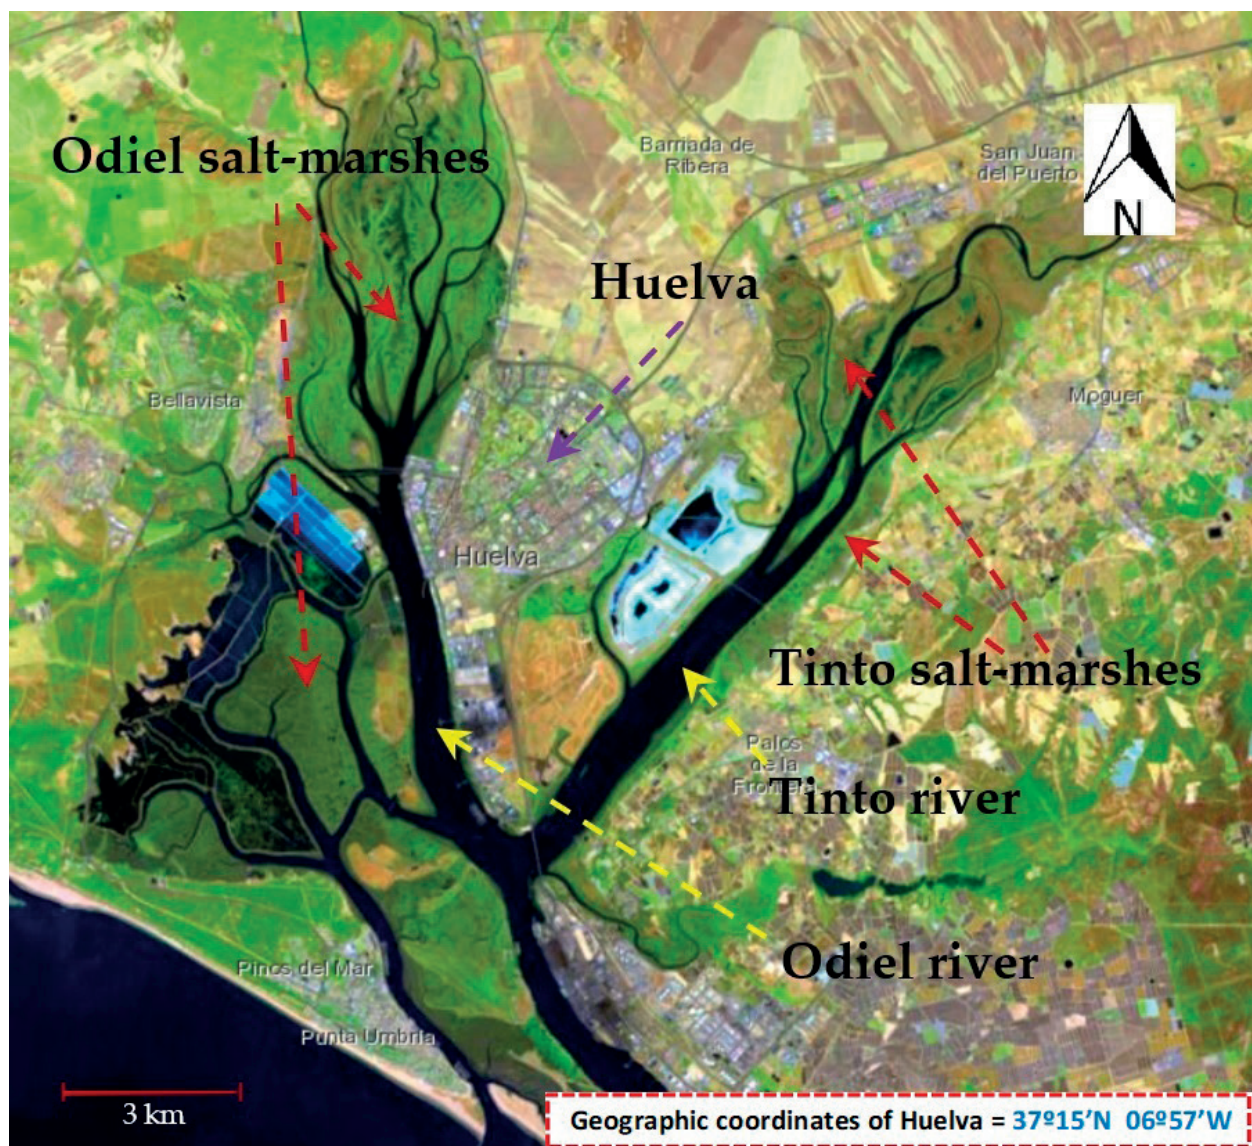 Odiel salt-marshes
Barriada de
Ribera
San Juan
del Puerto
N
Huelva
Bellavista
Moguer
Huelva
Tinto salt-marshes
Palos
de la
Frontera
Tinto river
Odiel river
Pinos del Mar
Punta Umbría
3 km
Geographic coordinates of Huelva = 37º15'N 06º57'W